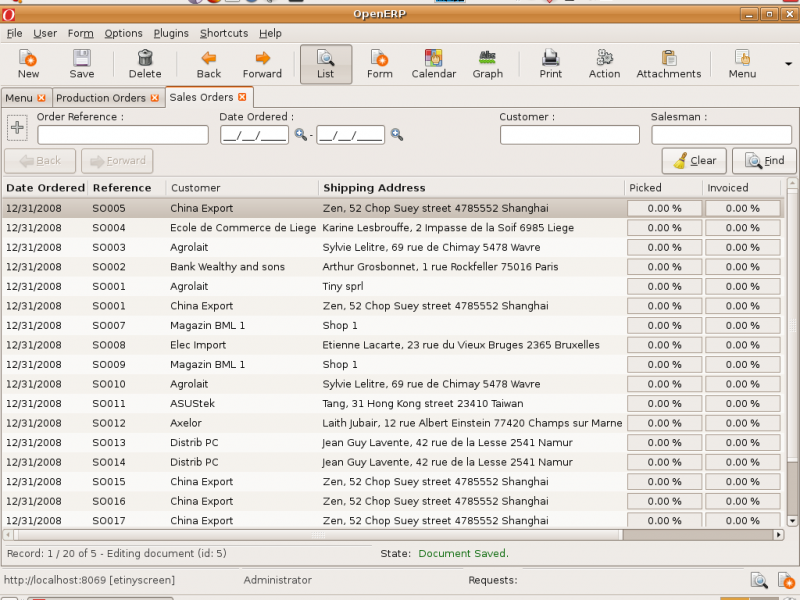 OpenERP
File User Form Options Plugins Shortcuts Help
New Save Delete Back Forward List Form Calendar Graph Print Action Attachments Menu
Menu Production Orders Sales Orders
Order Reference : Date Ordered : Customer : Salesman :
__/__/____ - __/__/____
Back Forward Clear Find
Date Ordered Reference Customer Shipping Address Picked Invoiced
12/31/2008 SO005 China Export Zen, 52 Chop Suey street 4785552 Shanghai 0.00 % 0.00 %
12/31/2008 SO004 Ecole de Commerce de Liege Karine Lesbrouffe, 2 Impasse de la Soif 6985 Liege 0.00 % 0.00 %
12/31/2008 SO003 Agrolait Sylvie Lelitre, 69 rue de Chimay 5478 Wavre 0.00 % 0.00 %
12/31/2008 SO002 Bank Wealthy and sons Arthur Grosbonnet, 1 rue Rockfeller 75016 Paris 0.00 % 0.00 %
12/31/2008 SO001 Agrolait Tiny sprl 0.00 % 0.00 %
12/31/2008 SO001 China Export Zen, 52 Chop Suey street 4785552 Shanghai 0.00 % 0.00 %
12/31/2008 SO007 Magazin BML 1 Shop 1 0.00 % 0.00 %
12/31/2008 SO008 Elec Import Etienne Lacarte, 23 rue du Vieux Bruges 2365 Bruxelles 0.00 % 0.00 %
12/31/2008 SO009 Magazin BML 1 Shop 1 0.00 % 0.00 %
12/31/2008 SO010 Agrolait Sylvie Lelitre, 69 rue de Chimay 5478 Wavre 0.00 % 0.00 %
12/31/2008 SO011 ASUStek Tang, 31 Hong Kong street 23410 Taiwan 0.00 % 0.00 %
12/31/2008 SO012 Axelor Laith Jubair, 12 rue Albert Einstein 77420 Champs sur Marne 0.00 % 0.00 %
12/31/2008 SO013 Distrib PC Jean Guy Lavente, 42 rue de la Lesse 2541 Namur 0.00 % 0.00 %
12/31/2008 SO014 Distrib PC Jean Guy Lavente, 42 rue de la Lesse 2541 Namur 0.00 % 0.00 %
12/31/2008 SO015 China Export Zen, 52 Chop Suey street 4785552 Shanghai 0.00 % 0.00 %
12/31/2008 SO016 China Export Zen, 52 Chop Suey street 4785552 Shanghai 0.00 % 0.00 %
12/31/2008 SO017 China Export Zen, 52 Chop Suey street 4785552 Shanghai 0.00 % 0.00 %
Record: 1 / 20 of 5 - Editing document (id: 5) State: Document Saved.
http://localhost:8069 [etinyscreen] Administrator Requests: